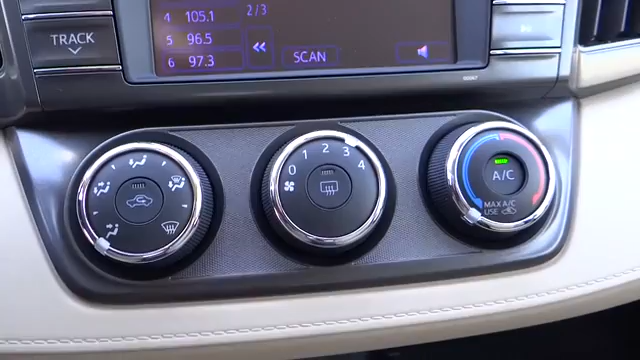 4 105.1
2/3
5 96.5
6 97.3
SCAN
TRACK
0 1 2 3 4
A/C
MAX A/C
USE